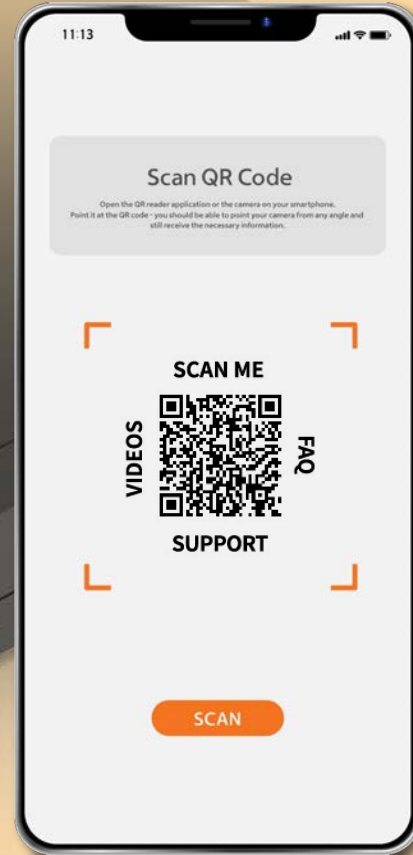 11:13
Scan QR Code
Open the QR reader application or the camera on your smartphone.
Point it at the QR code - you should be able to point your camera from any angle and
still receive the necessary information.
SCAN ME
VIDEOS
FAQ
SUPPORT
SCAN